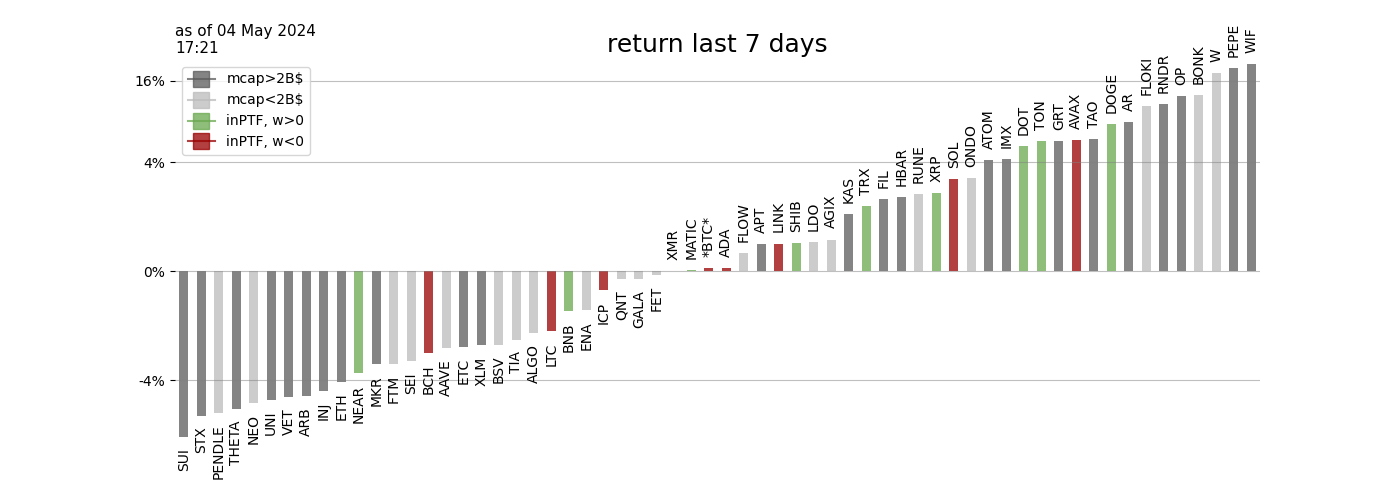 as of 04 May 2024
17:21
return last 7 days
mcap>2B$
mcap<2B$
inPTF, w>0
inPTF, w<0
16%
4%
0%
-4%
SUI
STX
PENDLE
THETA
NEO
UNI
VET
ARB
INJ
ETH
NEAR
MKR
FTM
SEI
BCH
AAVE
ETC
XLM
BSV
TIA
ALGO
LTC
BNB
ENA
ICP
QNT
GALA
FET
XMR
MATIC
*BTC*
ADA
FLOW
APT
LINK
SHIB
LDO
AGIX
KAS
TRX
FIL
HBAR
RUNE
XRP
SOL
ONDO
ATOM
IMX
DOT
TON
GRT
AVAX
TAO
DOGE
AR
FLOKI
RNDR
OP
BONK
W
PEPE
WIF